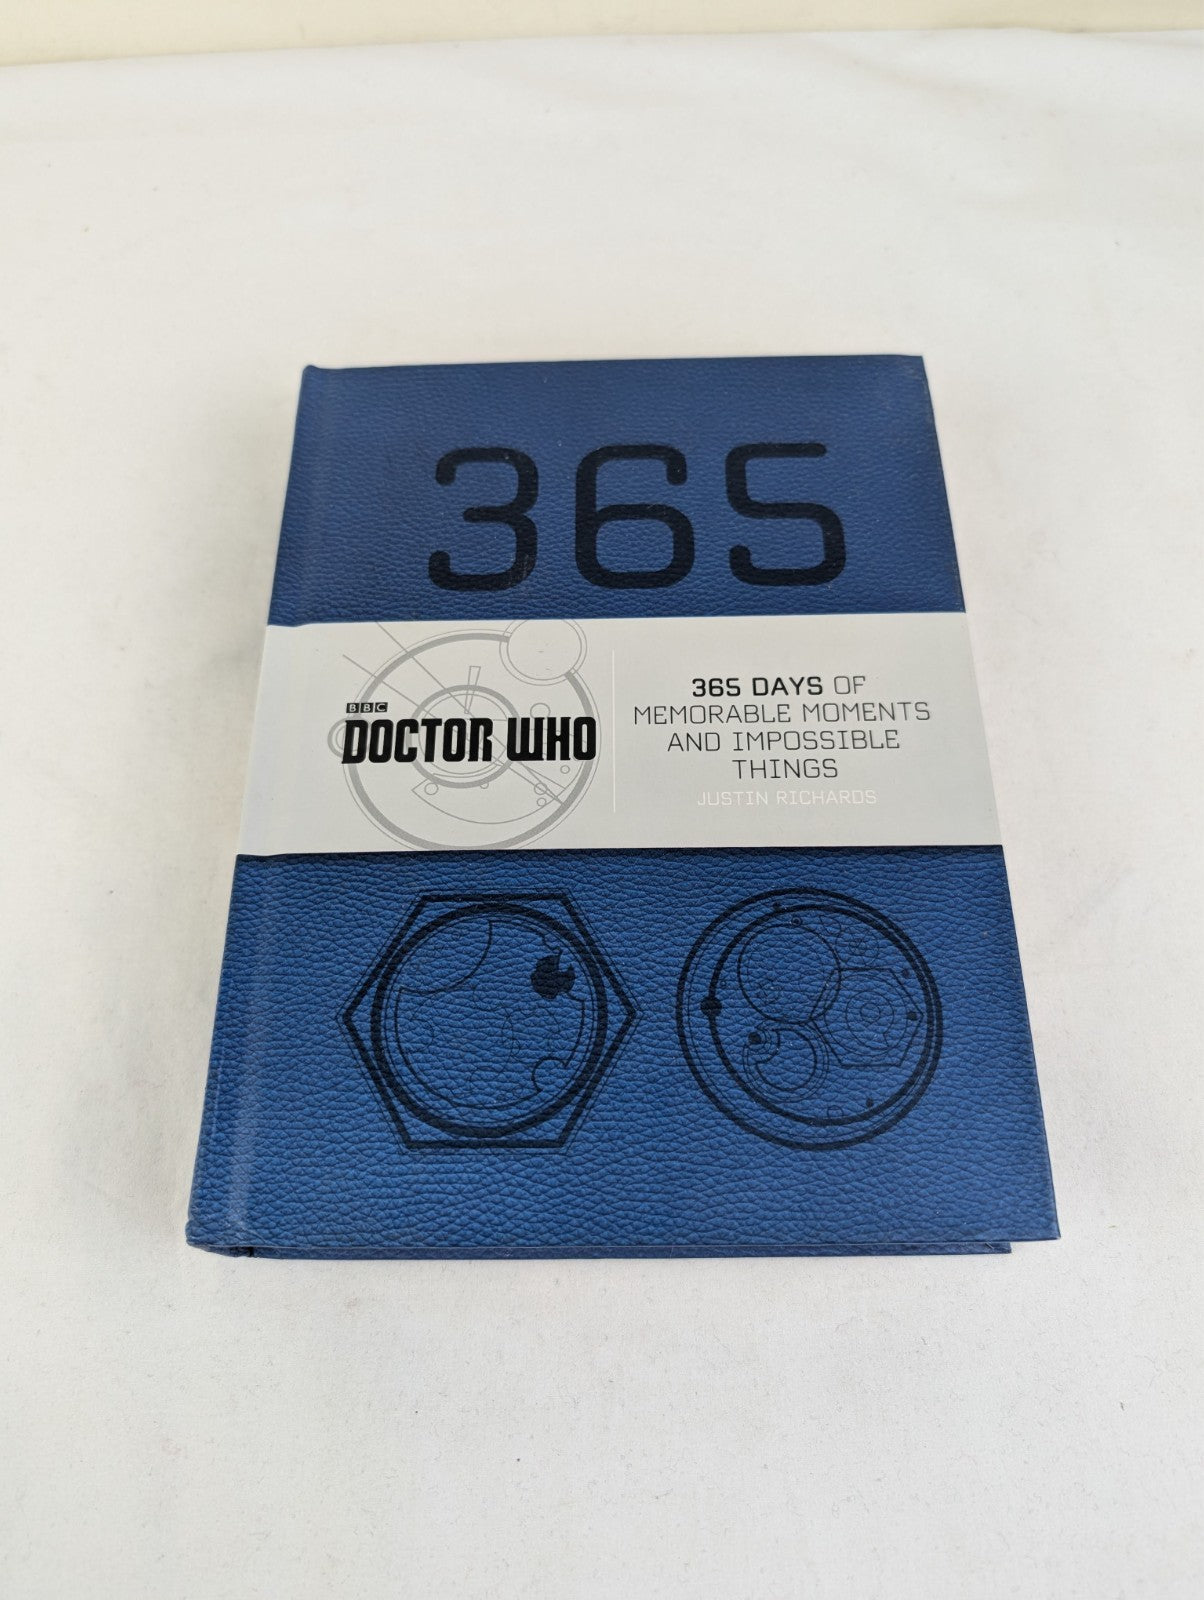 365
BBC
DOCTOR WHO
365 DAYS OF
MEMORABLE MOMENTS
AND IMPOSSIBLE
THINGS
JUSTIN RICHARDS